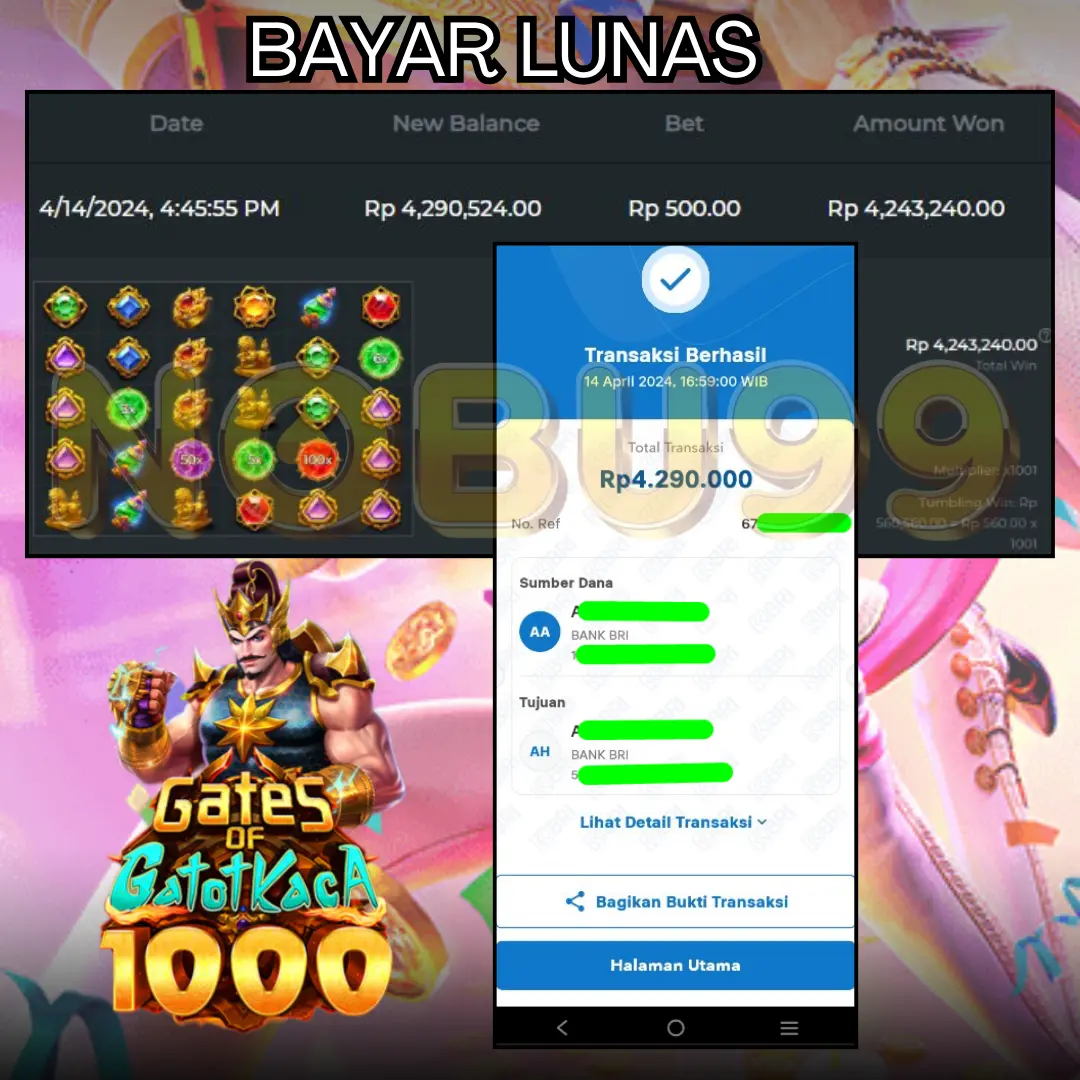 BAYAR LUNAS
Date New Balance Bet Amount Won
4/14/2024, 4:45:55 PM Rp 4,290,524.00 Rp 500.00 Rp 4,243,240.00
6x
3x
50x 5x 100x
Rp 4,243,240.00
Total Win
Multiplier: x1001
Tumbling Win: Rp
560,560.00 = Rp 560.00 x
1001
NOBU99
Transaksi Berhasil
14 April 2024, 16:59:00 WIB
Total Transaksi
Rp4.290.000
No. Ref 67
Sumber Dana
A
AA
BANK BRI
1
Tujuan
A
AH
BANK BRI
5
Lihat Detail Transaksi
Bagikan Bukti Transaksi
Halaman Utama
GATES
OF
GATOTKACA
1000